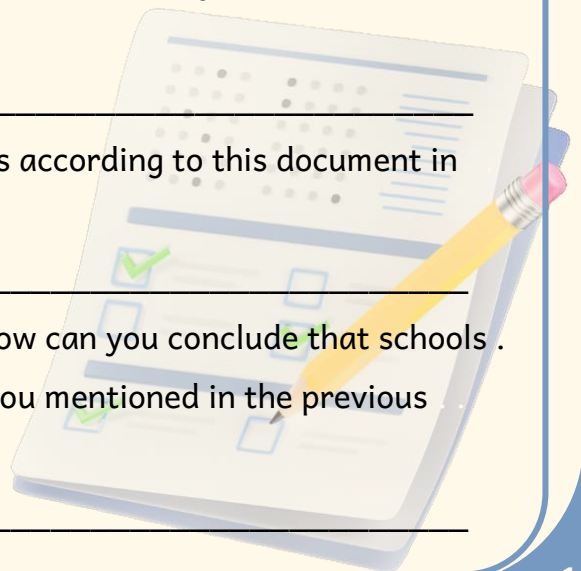 s according to this document in
ow can you conclude that schools .
ou mentioned in the previous